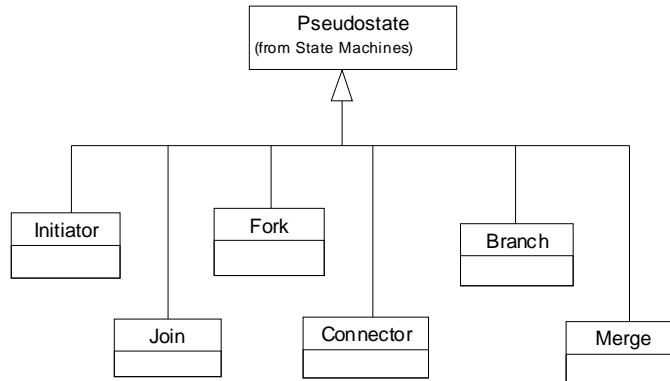 Pseudostate
(from State Machines)
Initiator
Fork
Branch
Join
Connector
Merge